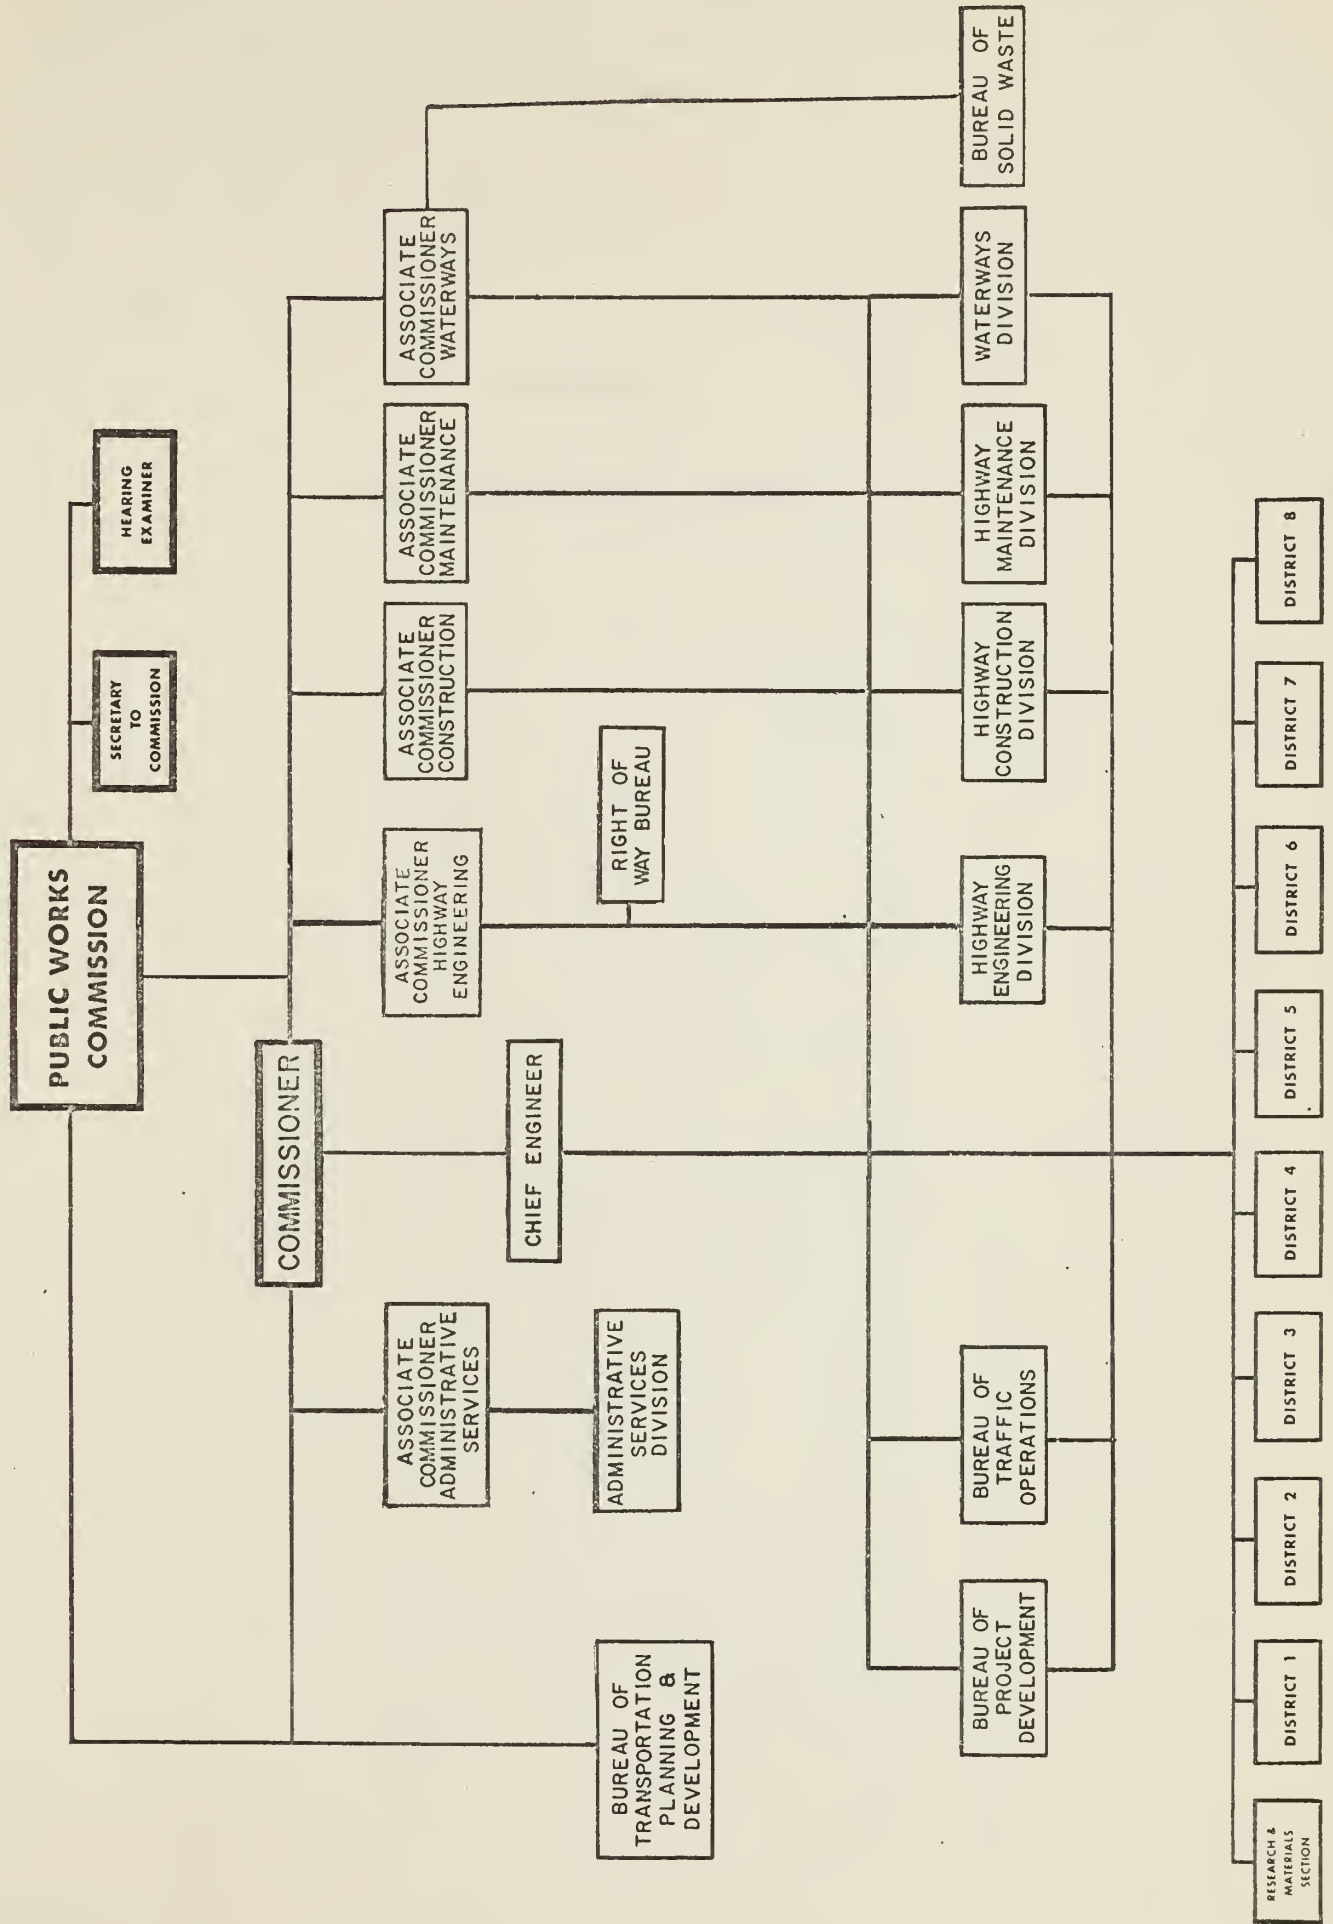 PUBLIC WORKS
COMMISSION
SECRETARY
TO
COMMISSION
HEARING
EXAMINER
COMMISSIONER
ASSOCIATE
COMMISSIONER
ADMINISTRATIVE
SERVICES
ASSOCIATE
COMMISSIONER
HIGHWAY
ENGINEERING
ASSOCIATE
COMMISSIONER
CONSTRUCTION
ASSOCIATE
COMMISSIONER
MAINTENANCE
ASSOCIATE
COMMISSIONER
WATERWAYS
CHIEF ENGINEER
BUREAU OF
TRANSPORTATION
PLANNING &
DEVELOPMENT
ADMINISTRATIVE
SERVICES
DIVISION
RIGHT OF
WAY BUREAU
BUREAU OF
PROJECT
DEVELOPMENT
BUREAU OF
TRAFFIC
OPERATIONS
HIGHWAY
ENGINEERING
DIVISION
HIGHWAY
CONSTRUCTION
DIVISION
HIGHWAY
MAINTENANCE
DIVISION
WATERWAYS
DIVISION
BUREAU OF
SOLID WASTE
RESEARCH &
MATERIALS
SECTION
DISTRICT 1
DISTRICT 2
DISTRICT 3
DISTRICT 4
DISTRICT 5
DISTRICT 6
DISTRICT 7
DISTRICT 8